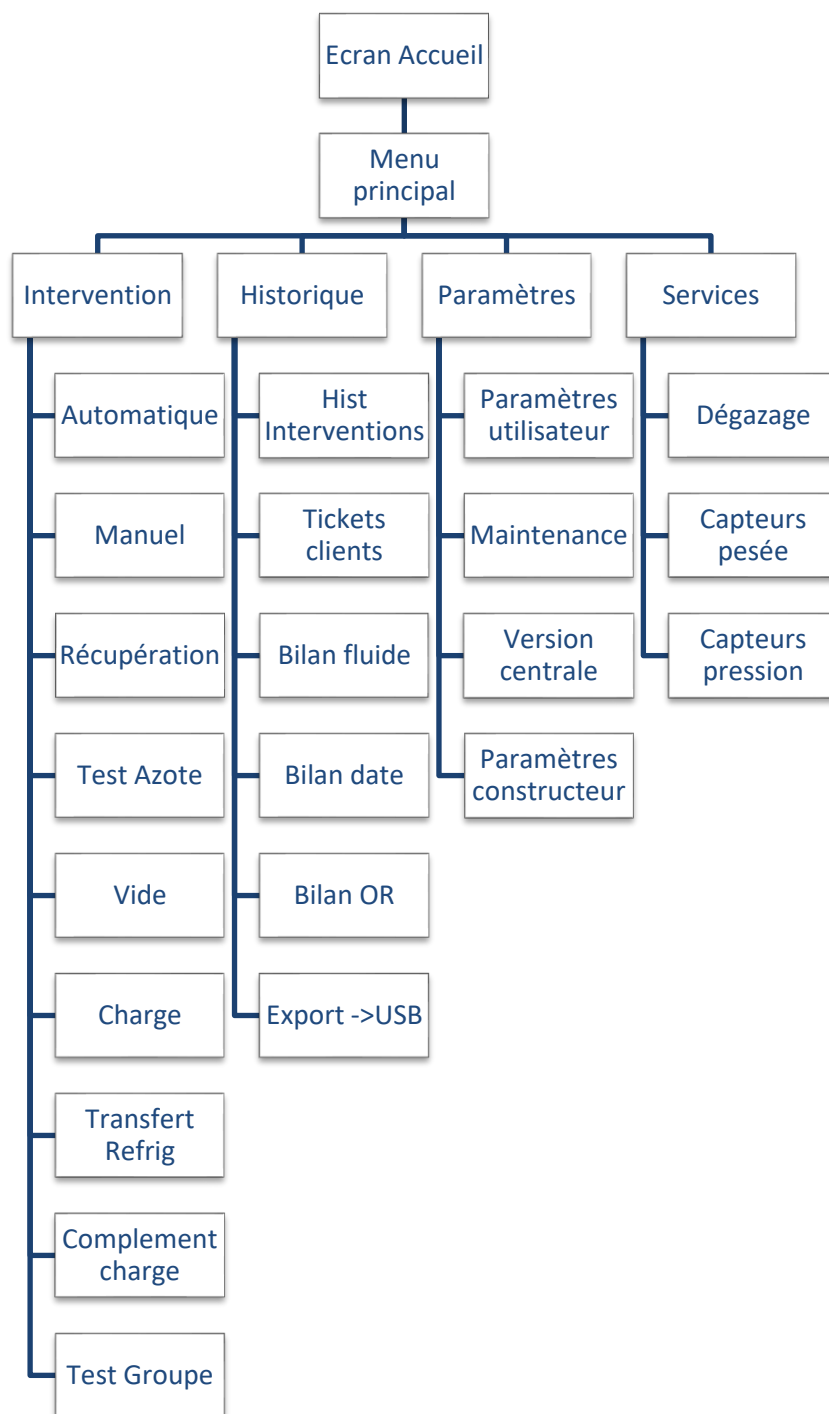 Ecran Accueil
Menu
principal
Intervention
Historique
Paramètres
Services
Automatique
Manuel
Récupération
Test Azote
Vide
Charge
Transfert
Refrig
Complement
charge
Test Groupe
Hist
Interventions
Tickets
clients
Bilan fluide
Bilan date
Bilan OR
Export ->USB
Paramètres
utilisateur
Maintenance
Version
centrale
Paramètres
constructeur
Dégazage
Capteurs
pesée
Capteurs
pression